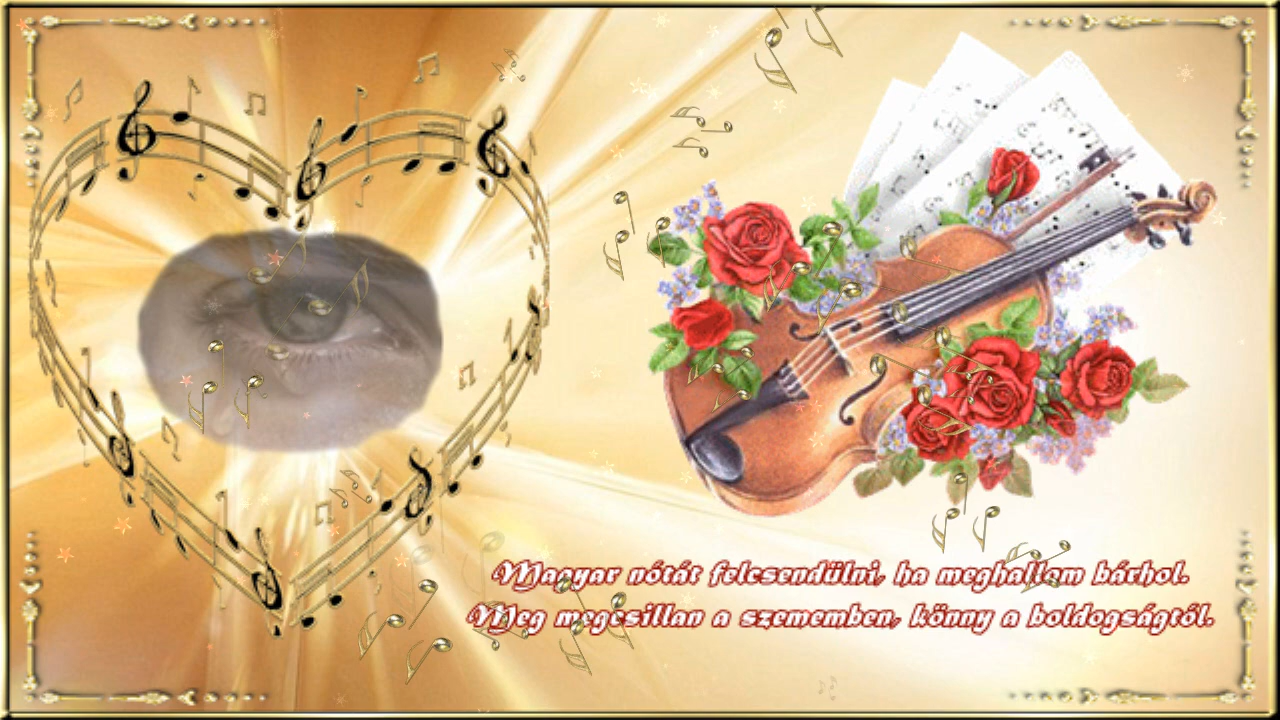 Magyar nótát felcsendülni, ha meghallom bárhol.
Meg megcsillan a szememben, könny a boldogságtól.